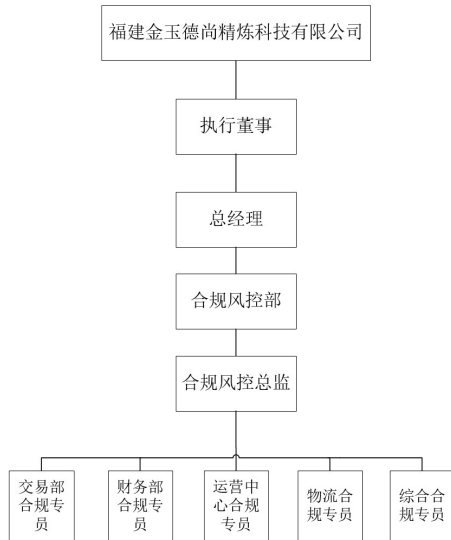 福建金玉德尚精炼科技有限公司
执行董事
总经理
合规风控部
合规风控总监
交易部
合规专
员
财务部
合规专
员
运营中
心合规
专员
物流合
规专员
综合合
规专员